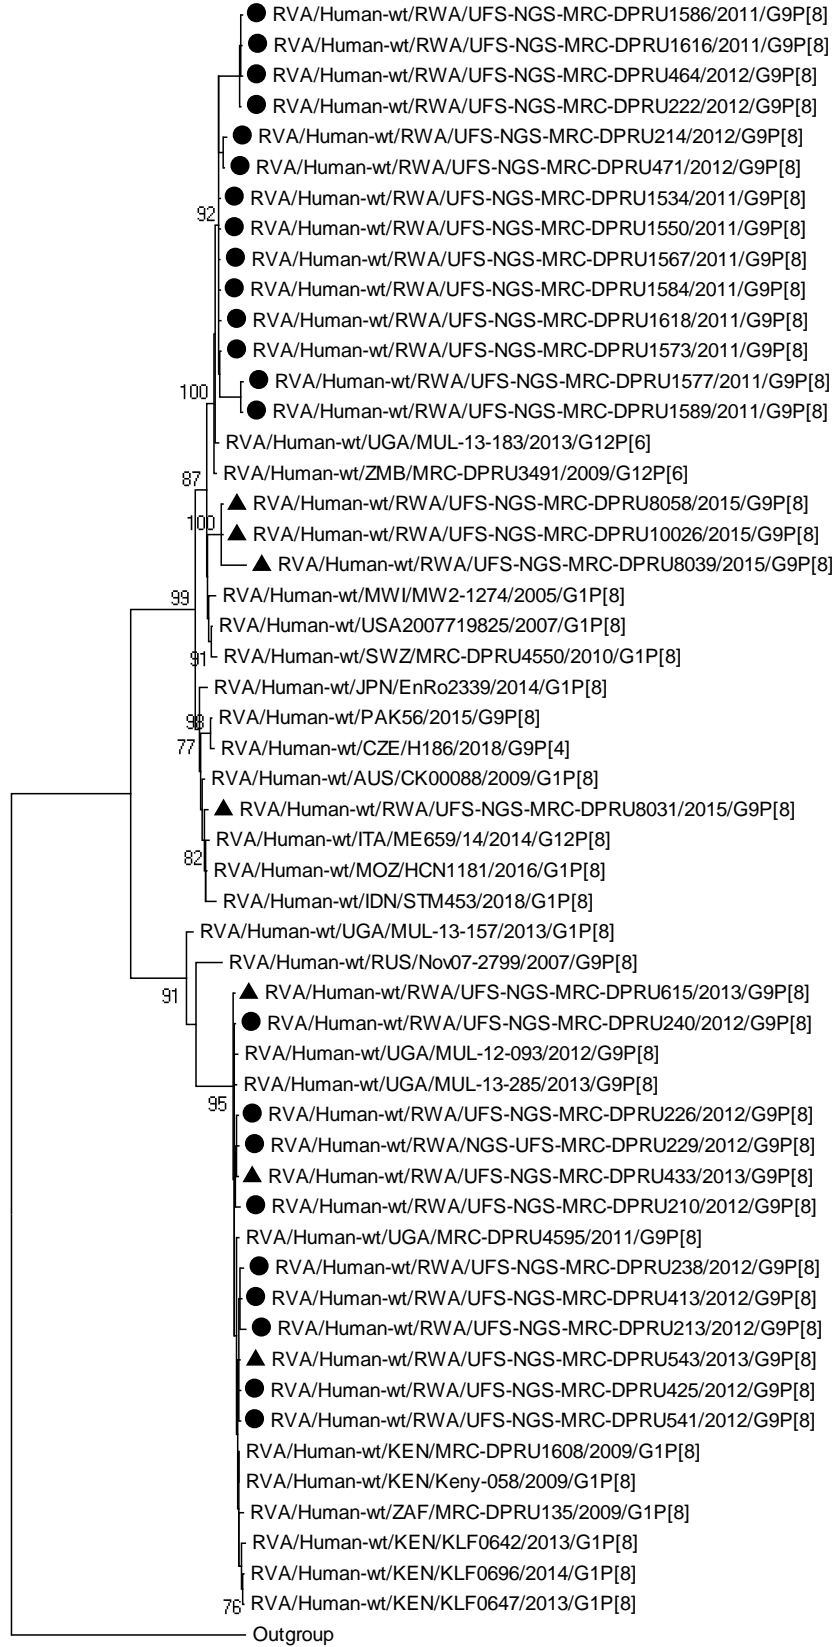 RVA/Human-wt/RWA/UFS-NGS-MRC-DPRU1586/2011/G9P[8]
RVA/Human-wt/RWA/UFS-NGS-MRC-DPRU1616/2011/G9P[8]
RVA/Human-wt/RWA/UFS-NGS-MRC-DPRU464/2012/G9P[8]
RVA/Human-wt/RWA/UFS-NGS-MRC-DPRU222/2012/G9P[8]
RVA/Human-wt/RWA/UFS-NGS-MRC-DPRU214/2012/G9P[8]
RVA/Human-wt/RWA/UFS-NGS-MRC-DPRU471/2012/G9P[8]
RVA/Human-wt/RWA/UFS-NGS-MRC-DPRU1534/2011/G9P[8]
92
RVA/Human-wt/RWA/UFS-NGS-MRC-DPRU1550/2011/G9P[8]
RVA/Human-wt/RWA/UFS-NGS-MRC-DPRU1567/2011/G9P[8]
RVA/Human-wt/RWA/UFS-NGS-MRC-DPRU1584/2011/G9P[8]
RVA/Human-wt/RWA/UFS-NGS-MRC-DPRU1618/2011/G9P[8]
RVA/Human-wt/RWA/UFS-NGS-MRC-DPRU1573/2011/G9P[8]
RVA/Human-wt/RWA/UFS-NGS-MRC-DPRU1577/2011/G9P[8]
100
RVA/Human-wt/RWA/UFS-NGS-MRC-DPRU1589/2011/G9P[8]
RVA/Human-wt/UGA/MUL-13-183/2013/G12P[6]
RVA/Human-wt/ZMB/MRC-DPRU3491/2009/G12P[6]
87
RVA/Human-wt/RWA/UFS-NGS-MRC-DPRU8058/2015/G9P[8]
100
RVA/Human-wt/RWA/UFS-NGS-MRC-DPRU10026/2015/G9P[8]
RVA/Human-wt/RWA/UFS-NGS-MRC-DPRU8039/2015/G9P[8]
RVA/Human-wt/MWI/MW2-1274/2005/G1P[8]
99
RVA/Human-wt/USA2007719825/2007/G1P[8]
RVA/Human-wt/SWZ/MRC-DPRU4550/2010/G1P[8]
91
RVA/Human-wt/JPN/EnRo2339/2014/G1P[8]
RVA/Human-wt/PAK56/2015/G9P[8]
77
RVA/Human-wt/CZE/H186/2018/G9P[4]
RVA/Human-wt/AUS/CK00088/2009/G1P[8]
RVA/Human-wt/RWA/UFS-NGS-MRC-DPRU8031/2015/G9P[8]
RVA/Human-wt/ITA/ME659/14/2014/G12P[8]
82
RVA/Human-wt/MOZ/HCN1181/2016/G1P[8]
RVA/Human-wt/IDN/STM453/2018/G1P[8]
RVA/Human-wt/UGA/MUL-13-157/2013/G1P[8]
RVA/Human-wt/RUS/Nov07-2799/2007/G9P[8]
91
RVA/Human-wt/RWA/UFS-NGS-MRC-DPRU615/2013/G9P[8]
RVA/Human-wt/RWA/UFS-NGS-MRC-DPRU240/2012/G9P[8]
RVA/Human-wt/UGA/MUL-12-093/2012/G9P[8]
RVA/Human-wt/UGA/MUL-13-285/2013/G9P[8]
95
RVA/Human-wt/RWA/UFS-NGS-MRC-DPRU226/2012/G9P[8]
RVA/Human-wt/RWA/NGS-UFS-MRC-DPRU229/2012/G9P[8]
RVA/Human-wt/RWA/UFS-NGS-MRC-DPRU433/2013/G9P[8]
RVA/Human-wt/RWA/UFS-NGS-MRC-DPRU210/2012/G9P[8]
RVA/Human-wt/UGA/MRC-DPRU4595/2011/G9P[8]
RVA/Human-wt/RWA/UFS-NGS-MRC-DPRU238/2012/G9P[8]
RVA/Human-wt/RWA/UFS-NGS-MRC-DPRU413/2012/G9P[8]
RVA/Human-wt/RWA/UFS-NGS-MRC-DPRU213/2012/G9P[8]
RVA/Human-wt/RWA/UFS-NGS-MRC-DPRU543/2013/G9P[8]
RVA/Human-wt/RWA/UFS-NGS-MRC-DPRU425/2012/G9P[8]
RVA/Human-wt/RWA/UFS-NGS-MRC-DPRU541/2012/G9P[8]
RVA/Human-wt/KEN/MRC-DPRU1608/2009/G1P[8]
RVA/Human-wt/KEN/Keny-058/2009/G1P[8]
RVA/Human-wt/ZAF/MRC-DPRU135/2009/G1P[8]
RVA/Human-wt/KEN/KLF0642/2013/G1P[8]
RVA/Human-wt/KEN/KLF0696/2014/G1P[8]
RVA/Human-wt/KEN/KLF0647/2013/G1P[8]
76
Outgroup